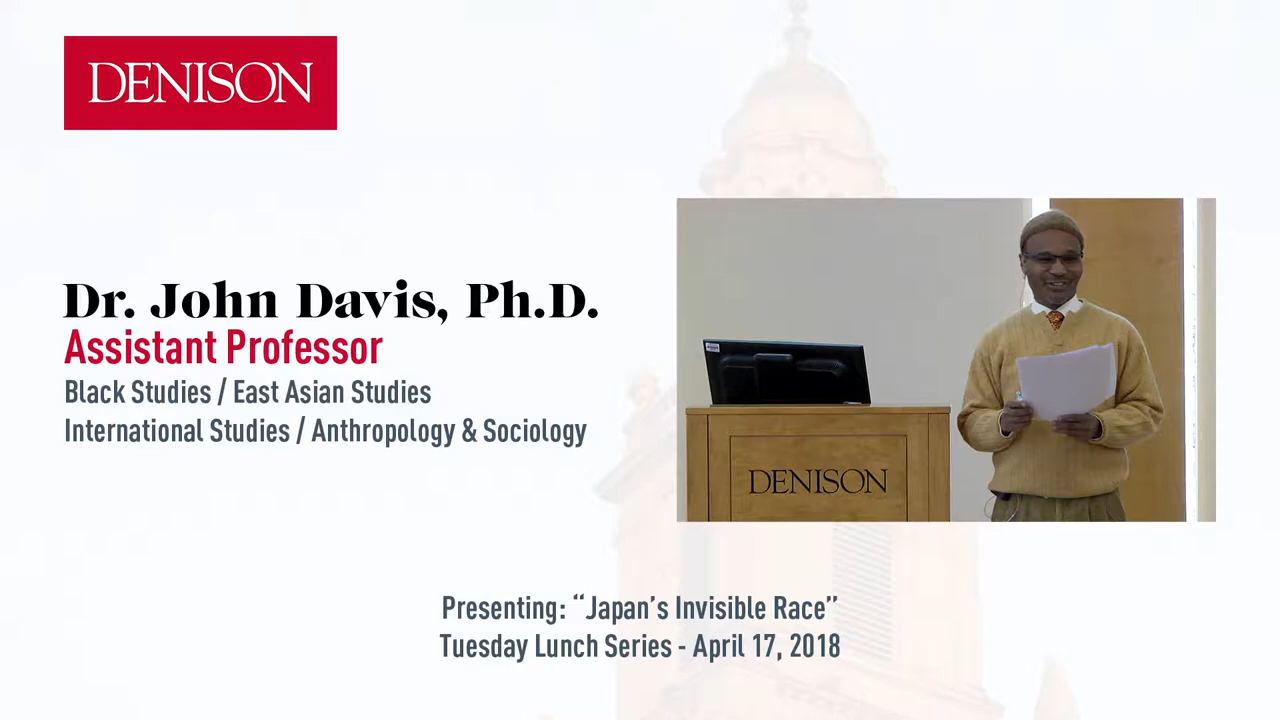 DENISON
Dr. John Davis, Ph.D.
Assistant Professor
Black Studies / East Asian Studies
International Studies / Anthropology & Sociology
DENISON
Presenting: “Japan’s Invisible Race”
Tuesday Lunch Series - April 17, 2018